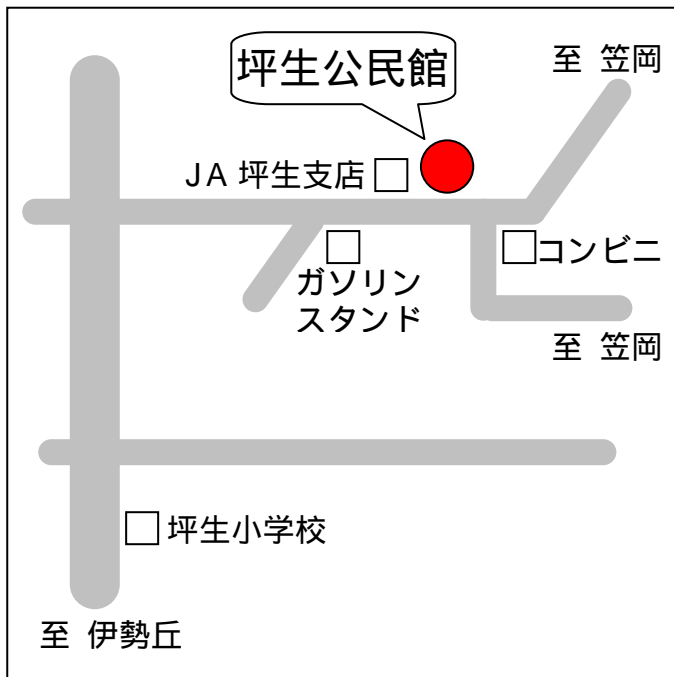 坪生公民館
至 笠岡
JA 坪生支店
コンビニ
ガソリン
スタンド
至 笠岡
坪生小学校
至 伊勢丘